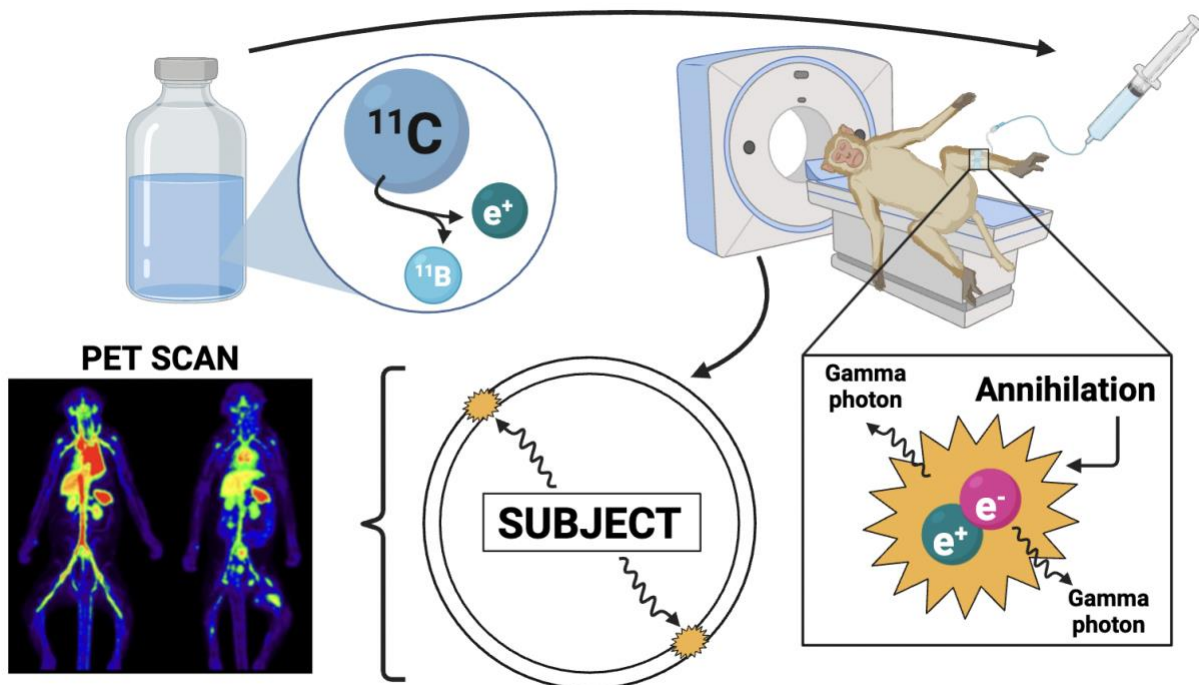 ¹¹C
e⁺
¹¹B
PET SCAN
SUBJECT
Gamma
photon
Annihilation
e⁻
e⁺
Gamma
photon